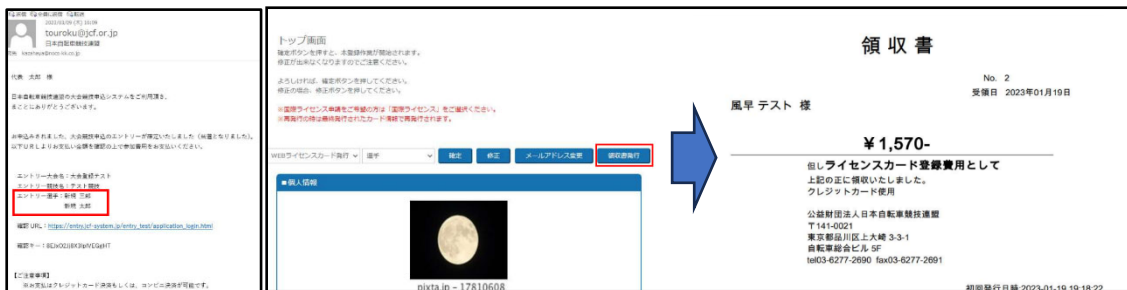 2023/03/09 (木) 16:09
touroku@jcf.or.jp
日本自転車競技連盟
代表 太郎 様
日本自転車競技連盟の大会競技申込システムをご利用頂き、
まことにありがとうございます。
お申込みされました、大会競技申込のエントリーが確定いたしました（当選となりました）。
以下ＵＲＬよりお支払い金額を確認の上で参加費用をお支払いください。
エントリー大会名：大会登録テスト
エントリー競技名：テスト競技
エントリー選手：新規 三郎
新規 太郎
確認 URL：https://entry.jcf-system.jp/entry_test/application_login.html
確認キー：
【ご注意事項】
※お支払はクレジットカード決済もしくは、コンビニ決済が可能です。
トップ画面
確定ボタンを押すと、本登録作業が開始されます。
修正が出来なくなりますのでご注意ください。
よろしければ、確定ボタンを押してください。
修正の場合、修正ボタンを押してください。
※国際ライセンス申請をご希望の方は「国際ライセンス」をご選択ください。
※再発行の時は最終発行されたカード情報で再発行されます。
WEBライセンスカード発行 選手 確定 修正 メールアドレス変更 領収書発行
■個人情報
pixta.jp - 17810608
領収書
No. 2
受領日 2023年01月19日
風早 テスト 様
￥1,570-
但しライセンスカード登録費用として
上記の正に領収いたしました。
クレジットカード使用
公益財団法人日本自転車競技連盟
〒141-0021
東京都品川区上大崎 3-3-1
自転車総合ビル 5F
tel03-6277-2690 fax03-6277-2691
初回発行日時:2023-01-19 19:18:22